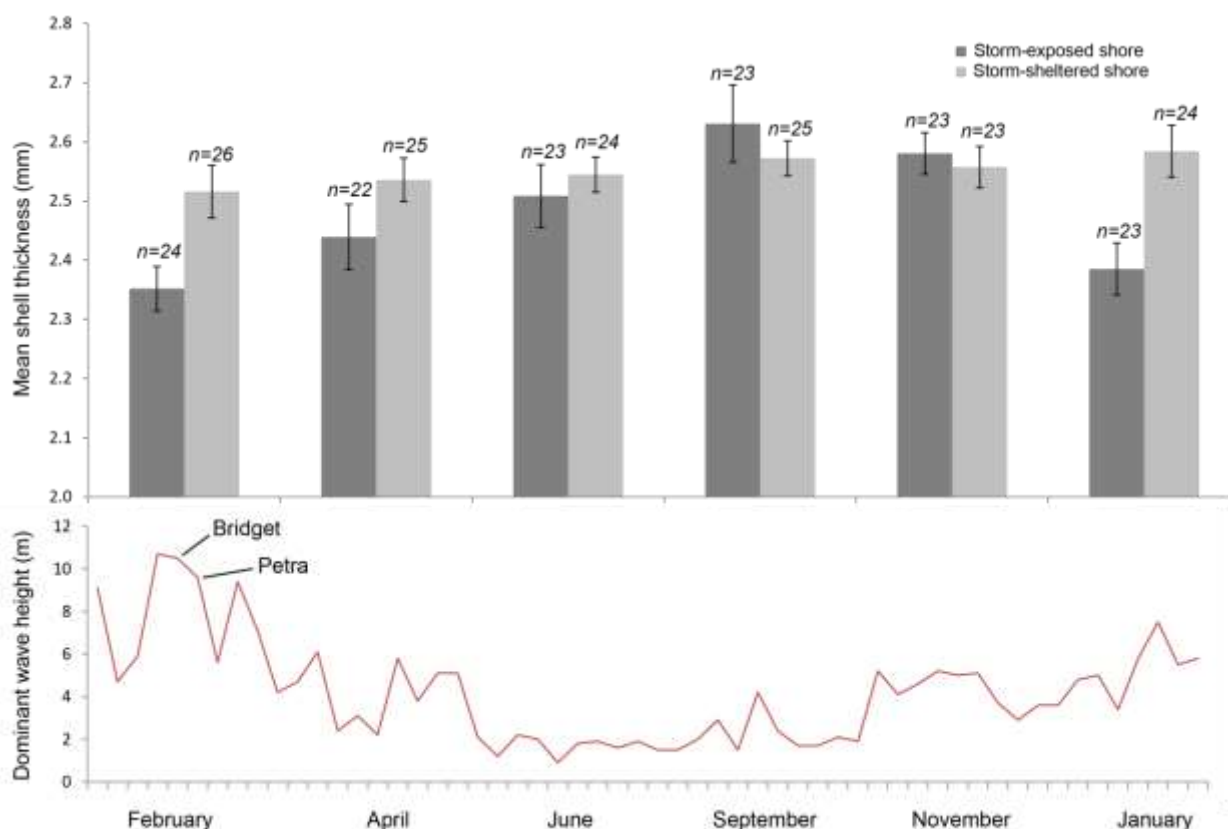 2.8
Storm-exposed shore
Storm-sheltered shore
2.7
2.6
2.5
2.4
2.3
2.2
2.1
2.0
Mean shell thickness (mm)
n=24
n=26
n=22
n=25
n=23
n=24
n=23
n=25
n=23
n=23
n=23
n=24
12
10
8
6
4
2
0
Dominant wave height (m)
Bridget
Petra
February
April
June
September
November
January